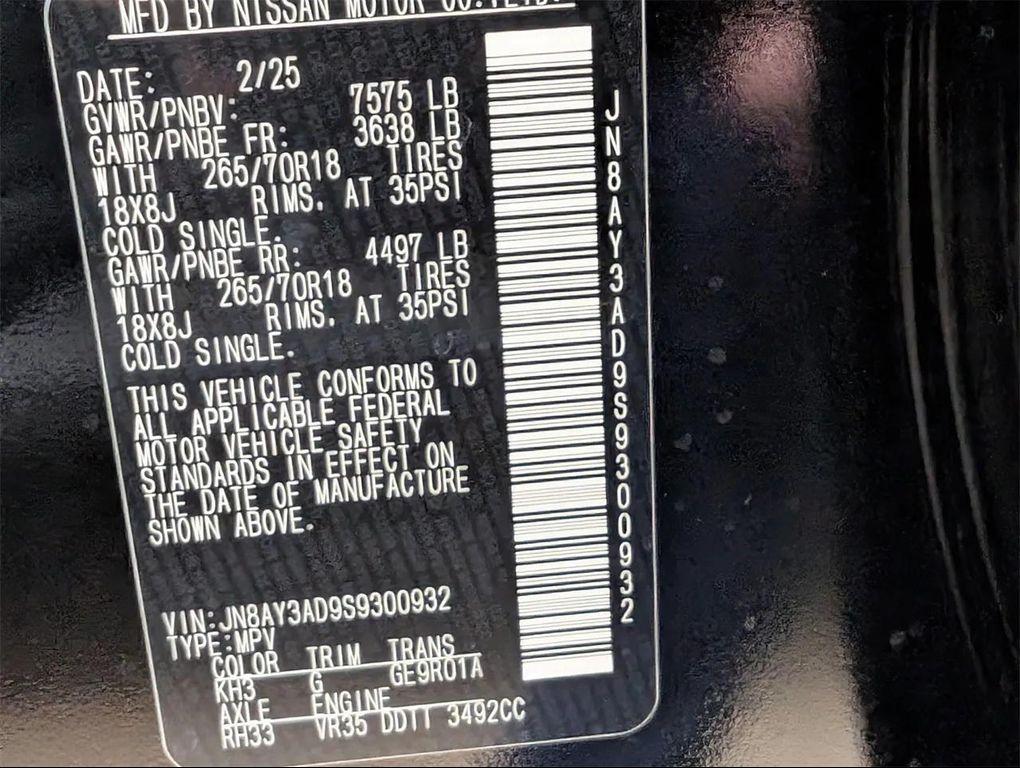 MFD BY NISSAN MOTOR CO.,LTD.
DATE: 2/25
GVWR/PNBV: 7575 LB
GAWR/PNBE FR: 3638 LB
WITH 265/70R18 TIRES
18X8J RIMS. AT 35PSI
COLD SINGLE.
GAWR/PNBE RR: 4497 LB
WITH 265/70R18 TIRES
18X8J RIMS. AT 35PSI
COLD SINGLE.
THIS VEHICLE CONFORMS TO
ALL APPLICABLE FEDERAL
MOTOR VEHICLE SAFETY
STANDARDS IN EFFECT ON
THE DATE OF MANUFACTURE
SHOWN ABOVE.
VIN:JN8AY3AD9S9300932
TYPE:MPV
COLOR TRIM TRANS
KH3 G GE9R01A
AXLE ENGINE
RH33 VR35 DDTT 3492CC
JN8AY3AD9S9300932